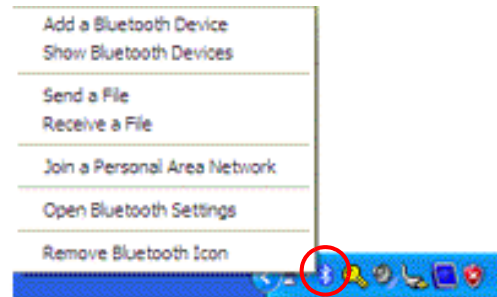 Add a Bluetooth Device
Show Bluetooth Devices
Send a File
Receive a File
Join a Personal Area Network
Open Bluetooth Settings
Remove Bluetooth Icon